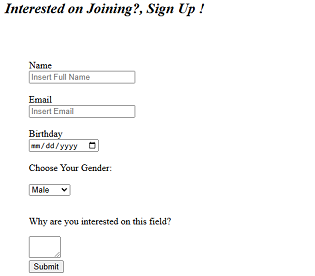 Interested on Joining?, Sign Up !
Name
Insert Full Name
Email
Insert Email
Birthday
mm/dd/yyyy
Choose Your Gender:
Male
Why are you interested on this field?
Submit